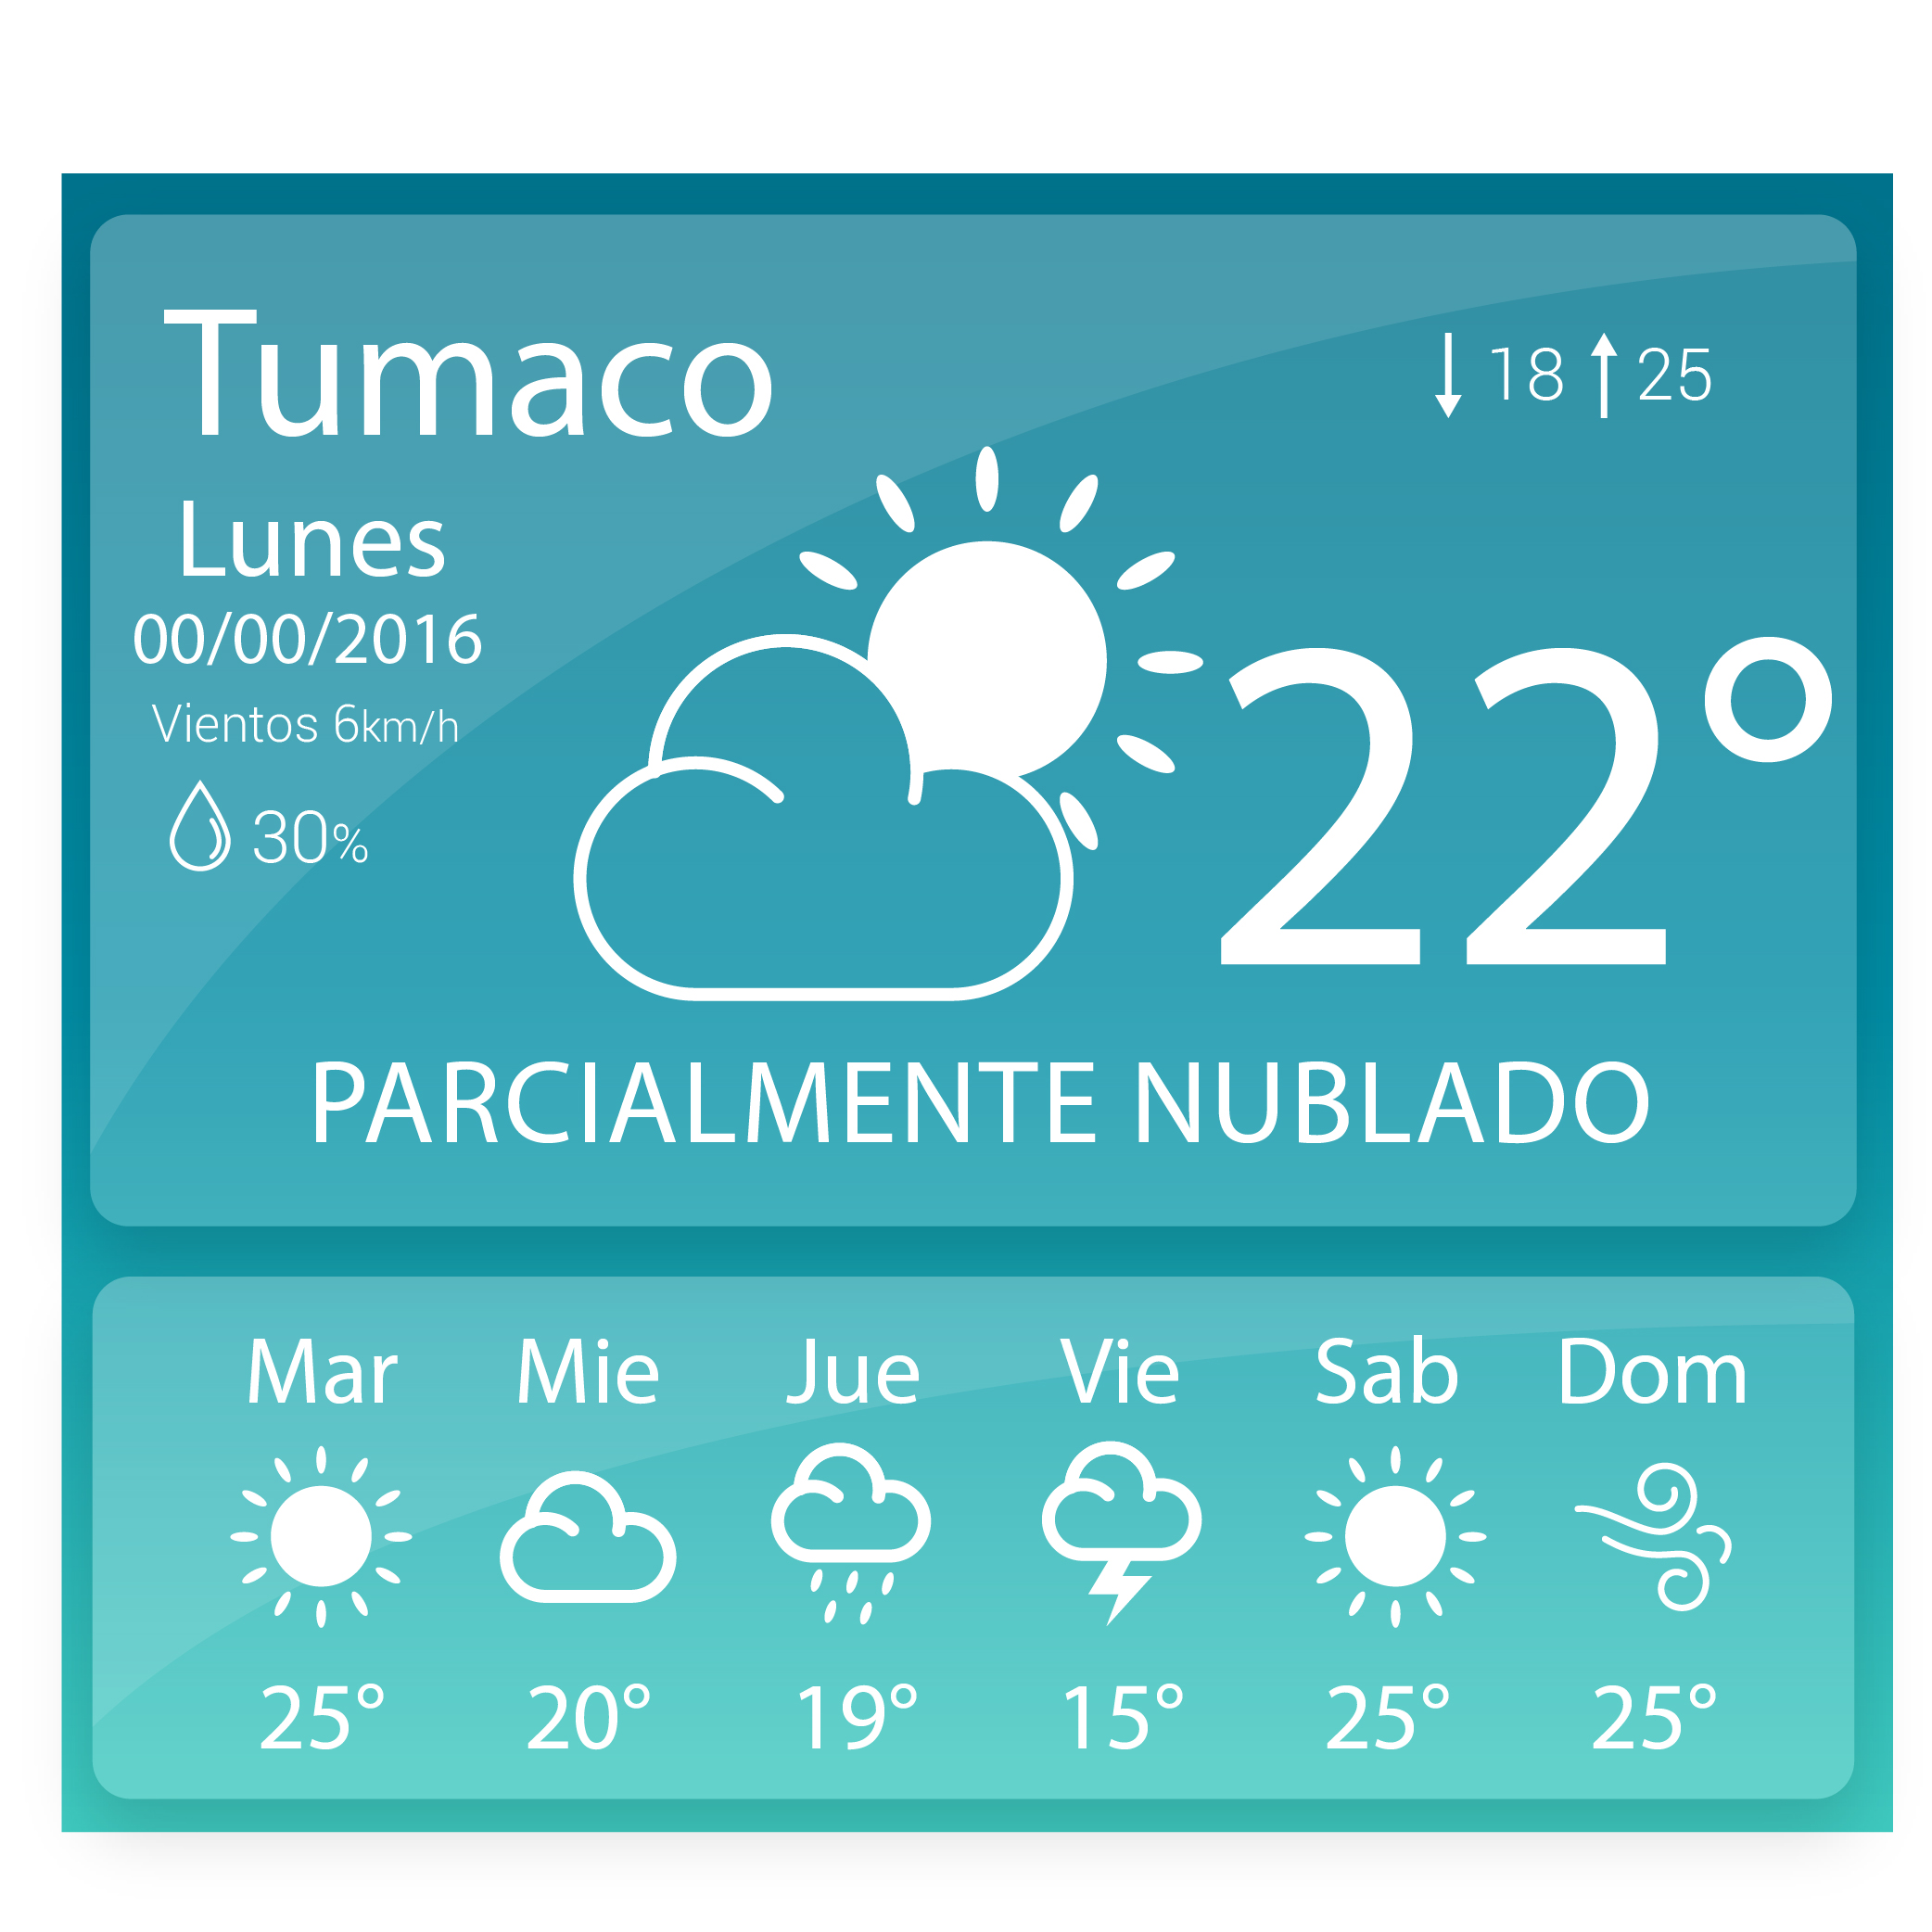 Tumaco
↓ 18 ↑ 25
Lunes
00/00/2016
Vientos 6km/h
30%
22°
PARCIALMENTE NUBLADO
Mar Mie Jue Vie Sab Dom
25° 20° 19° 15° 25° 25°